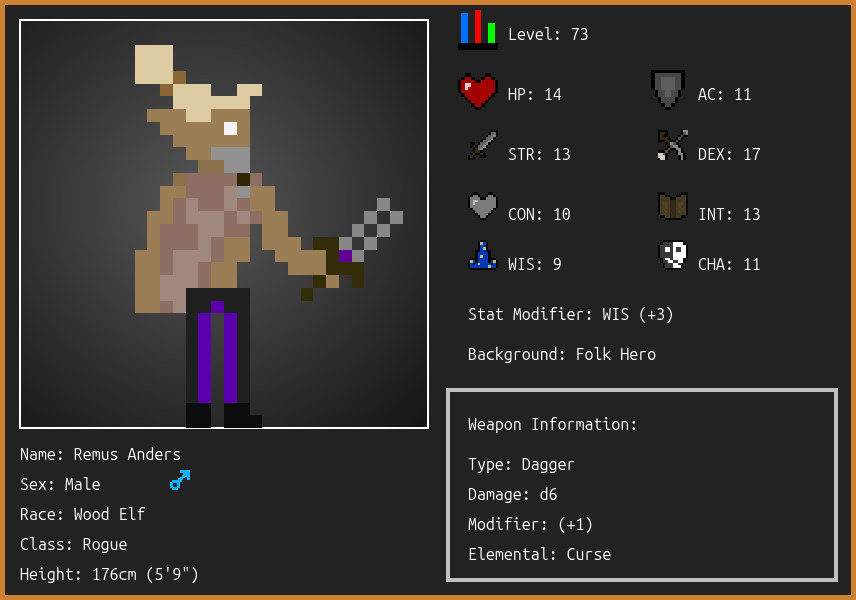 Level: 73
HP: 14
AC: 11
STR: 13
DEX: 17
CON: 10
INT: 13
WIS: 9
CHA: 11
Stat Modifier: WIS (+3)
Background: Folk Hero
Weapon Information:
Type: Dagger
Damage: d6
Modifier: (+1)
Elemental: Curse
Name: Remus Anders
Sex: Male
Race: Wood Elf
Class: Rogue
Height: 176cm (5'9")